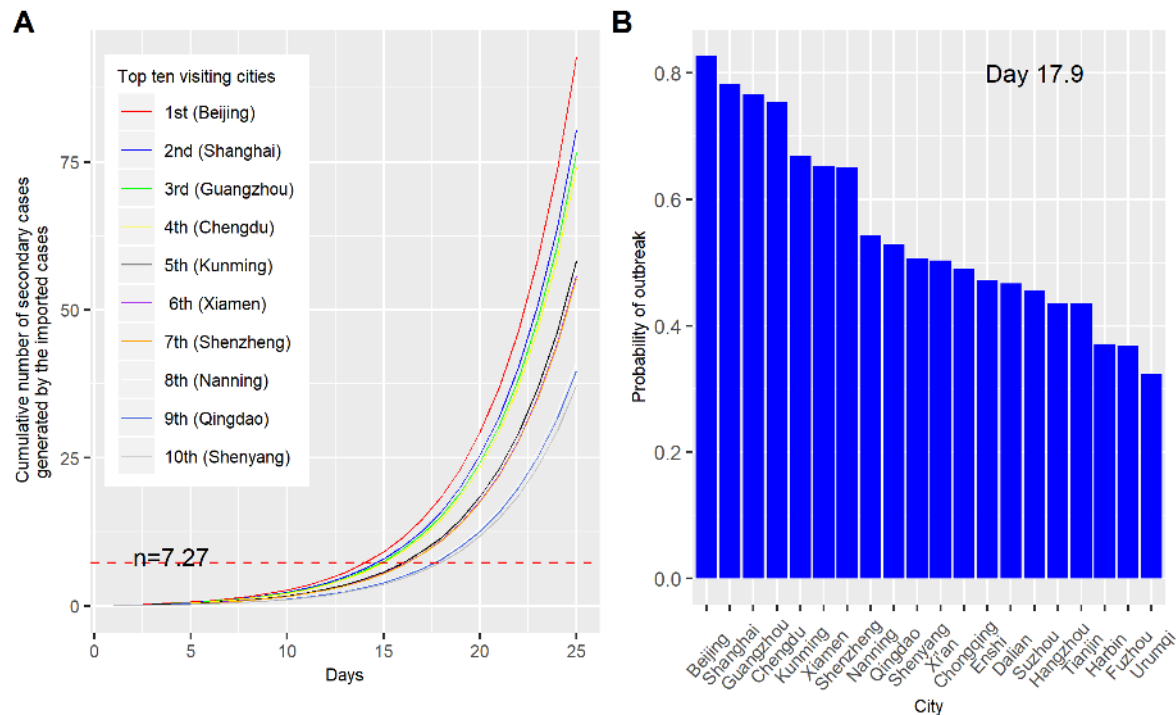 A
Top ten visiting cities
1st (Beijing)
2nd (Shanghai)
3rd (Guangzhou)
4th (Chengdu)
5th (Kunming)
6th (Xiamen)
7th (Shenzheng)
8th (Nanning)
9th (Qingdao)
10th (Shenyang)
n=7.27
75
50
25
0
Cumulative number of secondary cases
generated by the imported cases
0
5
10
15
20
25
Days
B
Day 17.9
0.8
0.6
0.4
0.2
0.0
Probability of outbreak
Beijing
Shanghai
Guangzhou
Chengdu
Kunming
Xiamen
Shenzheng
Nanning
Qingdao
Shenyang
Xi'an
Chongqing
Enshi
Dalian
Suzhou
Hangzhou
Tianjin
Harbin
Fuzhou
Urumqi
City